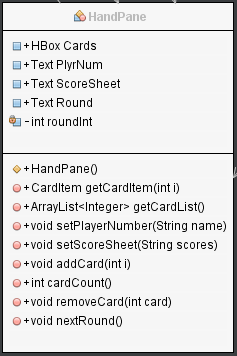 HandPane
+ HBox Cards
+ Text PlyrNum
+ Text ScoreSheet
+ Text Round
- int roundInt
+ HandPane()
+ CardItem getCardItem(int i)
+ ArrayList<Integer> getCardList()
+ void setPlayerNumber(String name)
+ void setScoreSheet(String scores)
+ void addCard(int i)
+ int cardCount()
+ void removeCard(int card)
+ void nextRound()